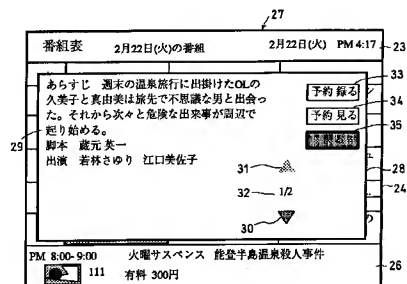 27
番組表 2月22日(火)の番組 2月22日(火) PM 4:17
23
33
あらすじ 週末の温泉旅行に出掛けたOLの
久美子と真由美は旅先で不思議な男と出会っ
た。それから次々と危険な出来事が周辺で
起り始める。
脚本 蔵元 英一
出演 若林さゆり 江口美佐子
予約 録る
34
予約 見る
35
29
31
32
1/2
30
28
24
PM 8:00-9:00 火曜サスペンス 能登半島温泉殺人事件
26
111 有料 300円